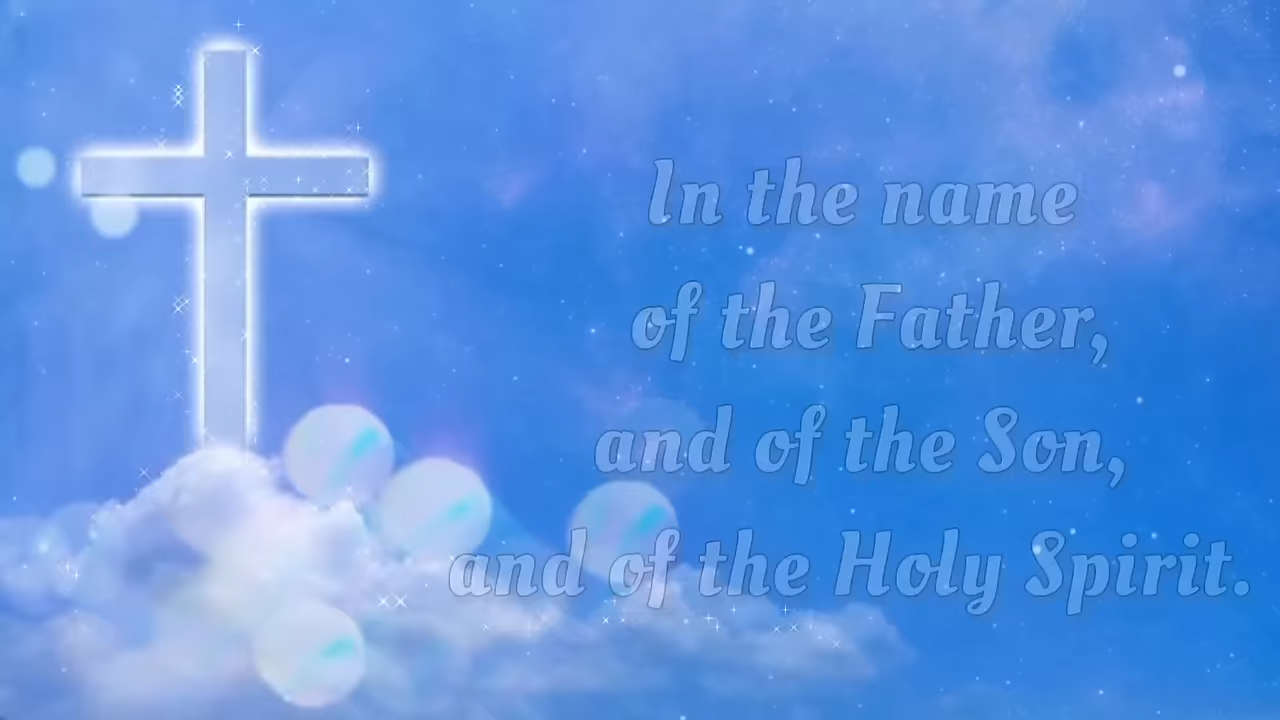 In the name
of the Father,
and of the Son,
and of the Holy Spirit.